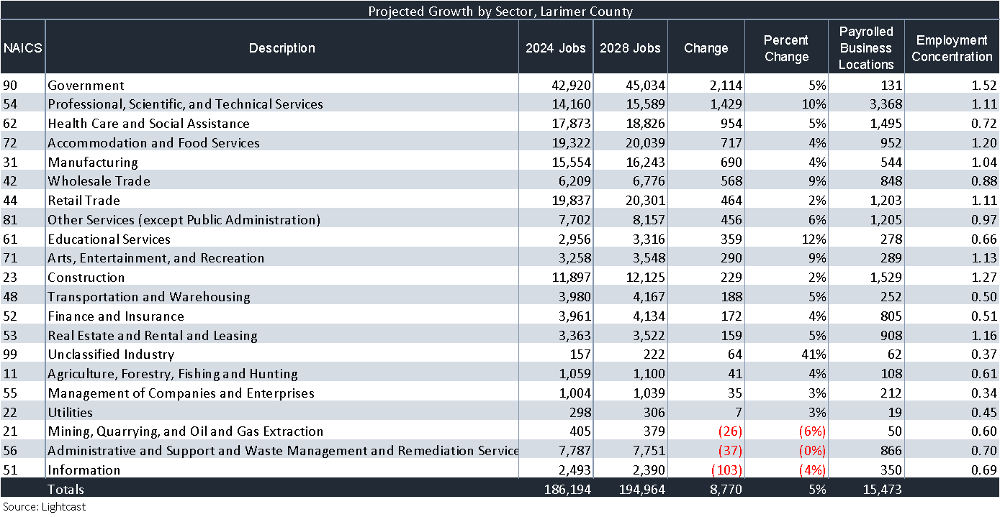 Projected Growth by Sector, Larimer County
NAICS Description 2024 Jobs 2028 Jobs Change Percent Change Payrolled Business Locations Employment Concentration
90 Government 42,920 45,034 2,114 5% 131 1.52
54 Professional, Scientific, and Technical Services 14,160 15,589 1,429 10% 3,368 1.11
62 Health Care and Social Assistance 17,873 18,826 954 5% 1,495 0.72
72 Accommodation and Food Services 19,322 20,039 717 4% 952 1.20
31 Manufacturing 15,554 16,243 690 4% 544 1.04
42 Wholesale Trade 6,209 6,776 568 9% 848 0.88
44 Retail Trade 19,837 20,301 464 2% 1,203 1.11
81 Other Services (except Public Administration) 7,702 8,157 456 6% 1,205 0.97
61 Educational Services 2,956 3,316 359 12% 278 0.66
71 Arts, Entertainment, and Recreation 3,258 3,548 290 9% 289 1.13
23 Construction 11,897 12,125 229 2% 1,529 1.27
48 Transportation and Warehousing 3,980 4,167 188 5% 252 0.50
52 Finance and Insurance 3,961 4,134 172 4% 805 0.51
53 Real Estate and Rental and Leasing 3,363 3,522 159 5% 908 1.16
99 Unclassified Industry 157 222 64 41% 62 0.37
11 Agriculture, Forestry, Fishing and Hunting 1,059 1,100 41 4% 108 0.61
55 Management of Companies and Enterprises 1,004 1,039 35 3% 212 0.34
22 Utilities 298 306 7 3% 19 0.45
21 Mining, Quarrying, and Oil and Gas Extraction 405 379 (26) (6%) 50 0.60
56 Administrative and Support and Waste Management and Remediation Service 7,787 7,751 (37) (0%) 866 0.70
51 Information 2,493 2,390 (103) (4%) 350 0.69
Totals 186,194 194,964 8,770 5% 15,473
Source: Lightcast